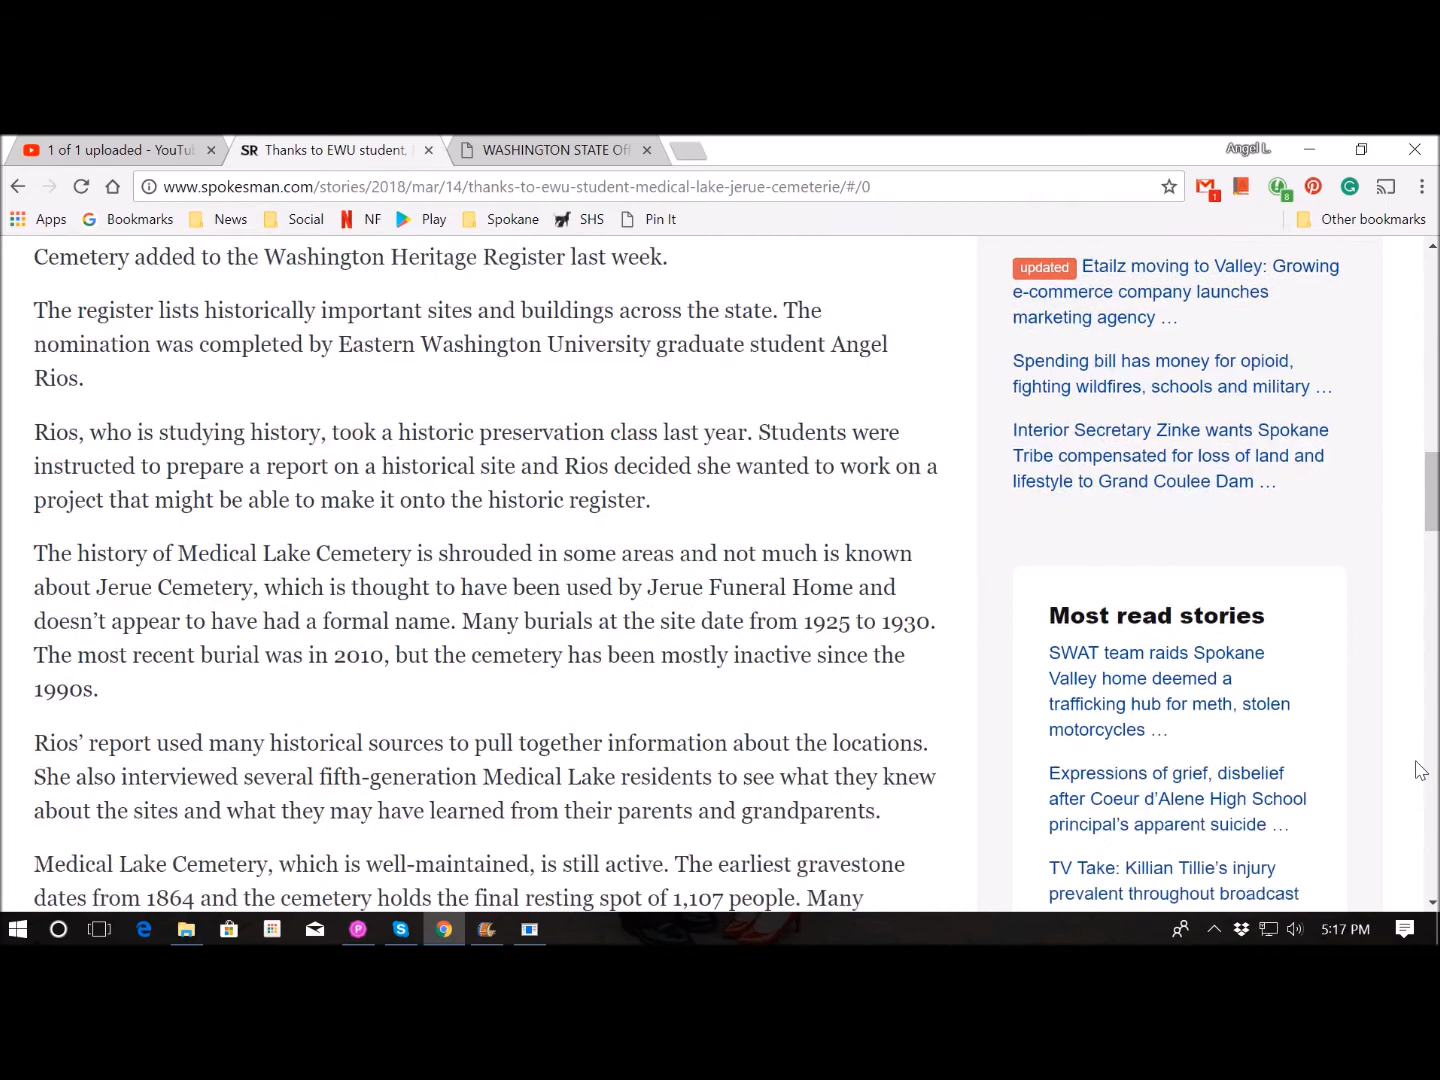 1 of 1 uploaded - YouTu
SR Thanks to EWU student,
WASHINGTON STATE Of
Angel L.
www.spokesman.com/stories/2018/mar/14/thanks-to-ewu-student-medical-lake-jerue-cemeterie/#/0
1
8
Apps
Bookmarks
News
Social
NF
Play
Spokane
SHS
Pin It
Other bookmarks
Cemetery added to the Washington Heritage Register last week.
The register lists historically important sites and buildings across the state. The
nomination was completed by Eastern Washington University graduate student Angel
Rios.
Rios, who is studying history, took a historic preservation class last year. Students were
instructed to prepare a report on a historical site and Rios decided she wanted to work on a
project that might be able to make it onto the historic register.
The history of Medical Lake Cemetery is shrouded in some areas and not much is known
about Jerue Cemetery, which is thought to have been used by Jerue Funeral Home and
doesn’t appear to have had a formal name. Many burials at the site date from 1925 to 1930.
The most recent burial was in 2010, but the cemetery has been mostly inactive since the
1990s.
Rios’ report used many historical sources to pull together information about the locations.
She also interviewed several fifth-generation Medical Lake residents to see what they knew
about the sites and what they may have learned from their parents and grandparents.
Medical Lake Cemetery, which is well-maintained, is still active. The earliest gravestone
dates from 1864 and the cemetery holds the final resting spot of 1,107 people. Many
updated Etailz moving to Valley: Growing
e-commerce company launches
marketing agency …
Spending bill has money for opioid,
fighting wildfires, schools and military …
Interior Secretary Zinke wants Spokane
Tribe compensated for loss of land and
lifestyle to Grand Coulee Dam …
Most read stories
SWAT team raids Spokane
Valley home deemed a
trafficking hub for meth, stolen
motorcycles …
Expressions of grief, disbelief
after Coeur d’Alene High School
principal’s apparent suicide …
TV Take: Killian Tillie’s injury
prevalent throughout broadcast
5:17 PM